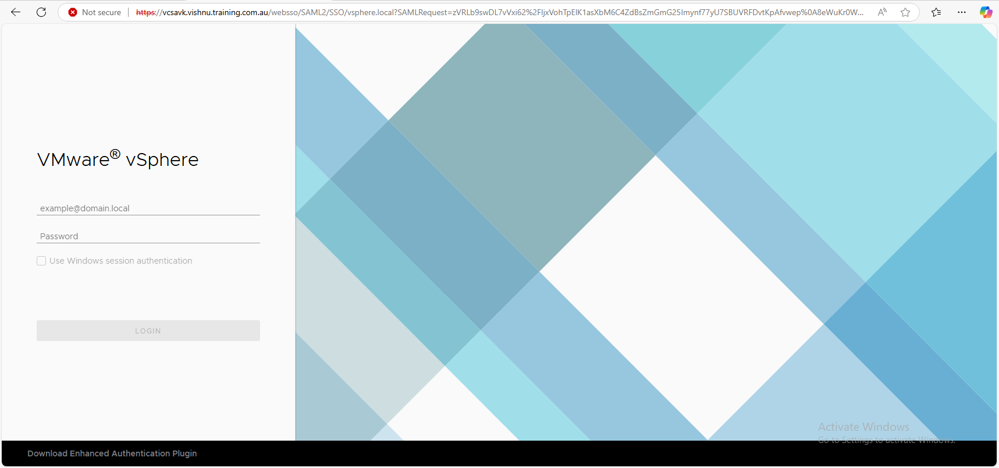 Not secure
https://vcsavk.vishnu.training.com.au/websso/SAML2/SSO/vsphere.local?SAMLRequest=zVRLb9swDL7vVxi62%2FIjxVohTpElK1asXbM6C4ZdBsZmGmG25Imynf77yU7SBUVRFDvtKpAfvwep%0A8eWuKr0W...
VMware® vSphere
example@domain.local
Password
Use Windows session authentication
LOGIN
Activate Windows
Go to Settings to activate Windows.
Download Enhanced Authentication Plugin